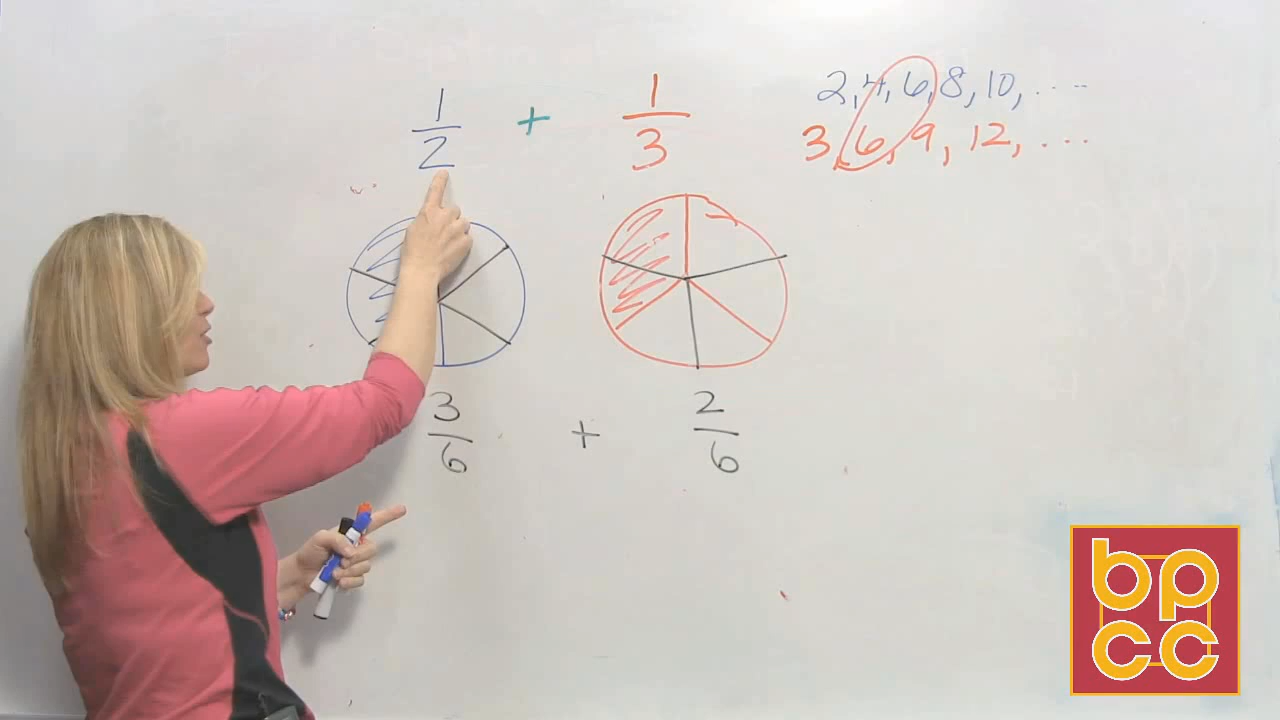 1/2 + 1/3
2, 4, 6, 8, 10, ....
3, 6, 9, 12, ...
3/6 + 2/6
bp
cc